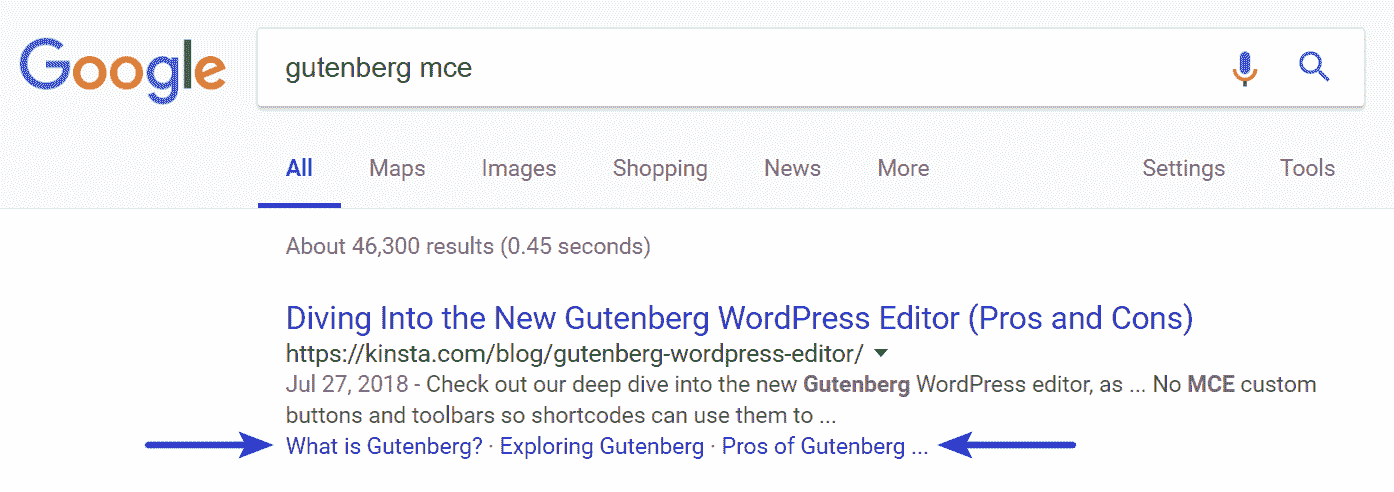 Google
gutenberg mce
All Maps Images Shopping News More Settings Tools
About 46,300 results (0.45 seconds)
Diving Into the New Gutenberg WordPress Editor (Pros and Cons)
https://kinsta.com/blog/gutenberg-wordpress-editor/
Jul 27, 2018 - Check out our deep dive into the new Gutenberg WordPress editor, as ... No MCE custom
buttons and toolbars so shortcodes can use them to ...
What is Gutenberg? · Exploring Gutenberg · Pros of Gutenberg ...